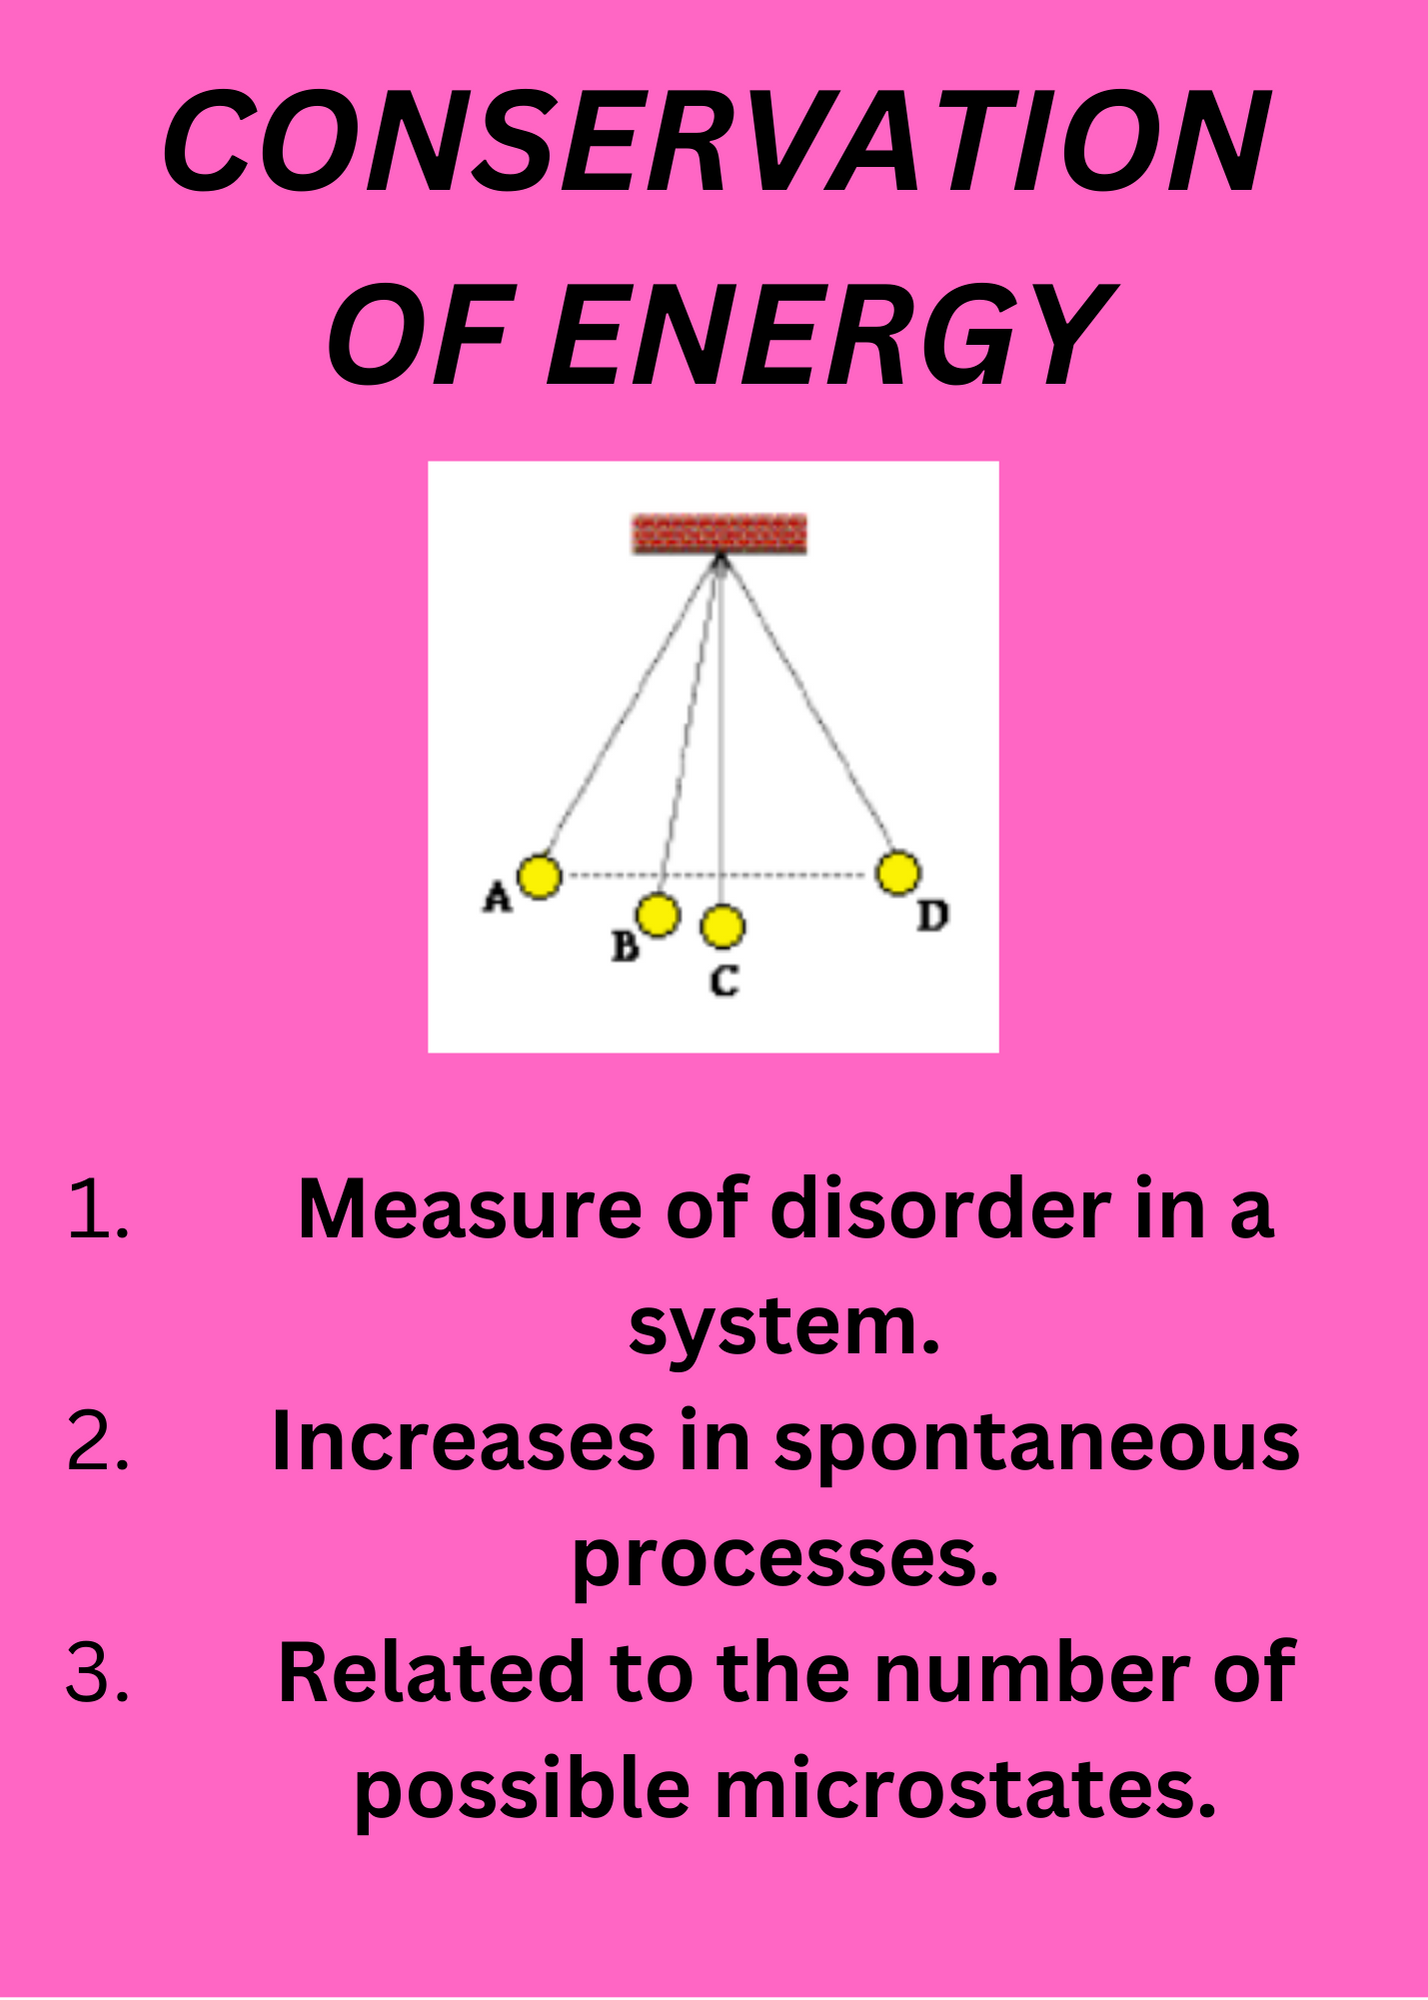 CONSERVATION
OF ENERGY
A
B
C
D
1. Measure of disorder in a
system.
2. Increases in spontaneous
processes.
3. Related to the number of
possible microstates.